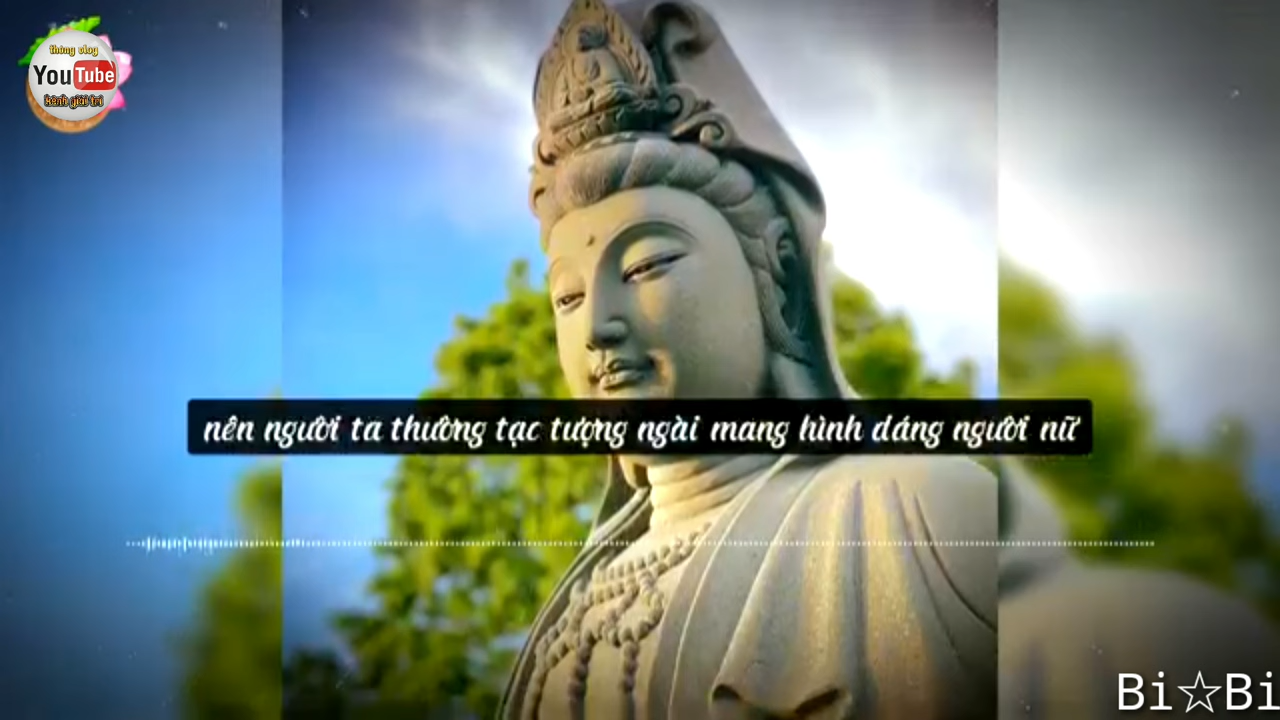 thông vlog
YouTube
kênh giải trí
nên người ta thường tạc tượng ngài mang hình dáng người nữ
Bi☆Bi